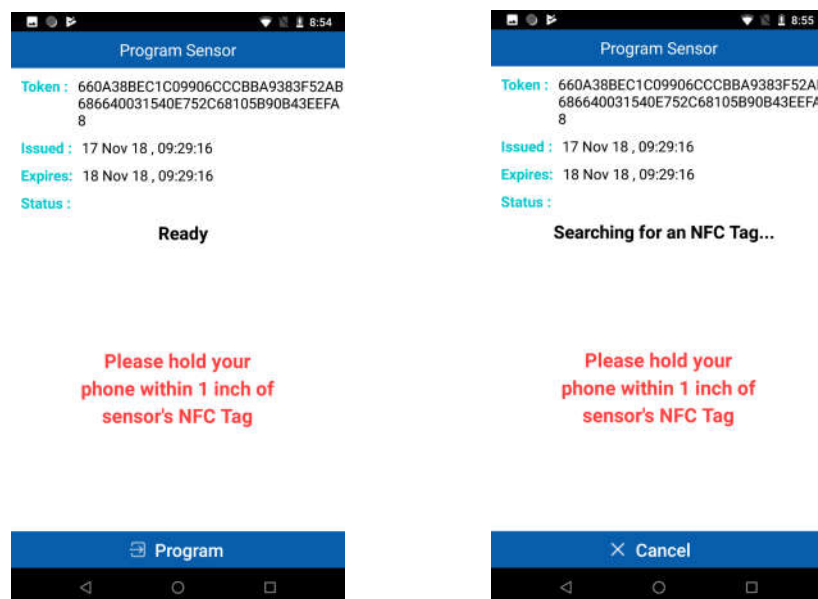 8:54
Program Sensor
Token : 660A38BEC1C09906CCCBBA9383F52AB
686640031540E752C68105B90B43EEFA
8
Issued : 17 Nov 18 , 09:29:16
Expires: 18 Nov 18 , 09:29:16
Status :
Ready
Please hold your
phone within 1 inch of
sensor's NFC Tag
Program
8:55
Program Sensor
Token : 660A38BEC1C09906CCCBBA9383F52A
686640031540E752C68105B90B43EEFA
8
Issued : 17 Nov 18 , 09:29:16
Expires: 18 Nov 18 , 09:29:16
Status :
Searching for an NFC Tag...
Please hold your
phone within 1 inch of
sensor's NFC Tag
Cancel